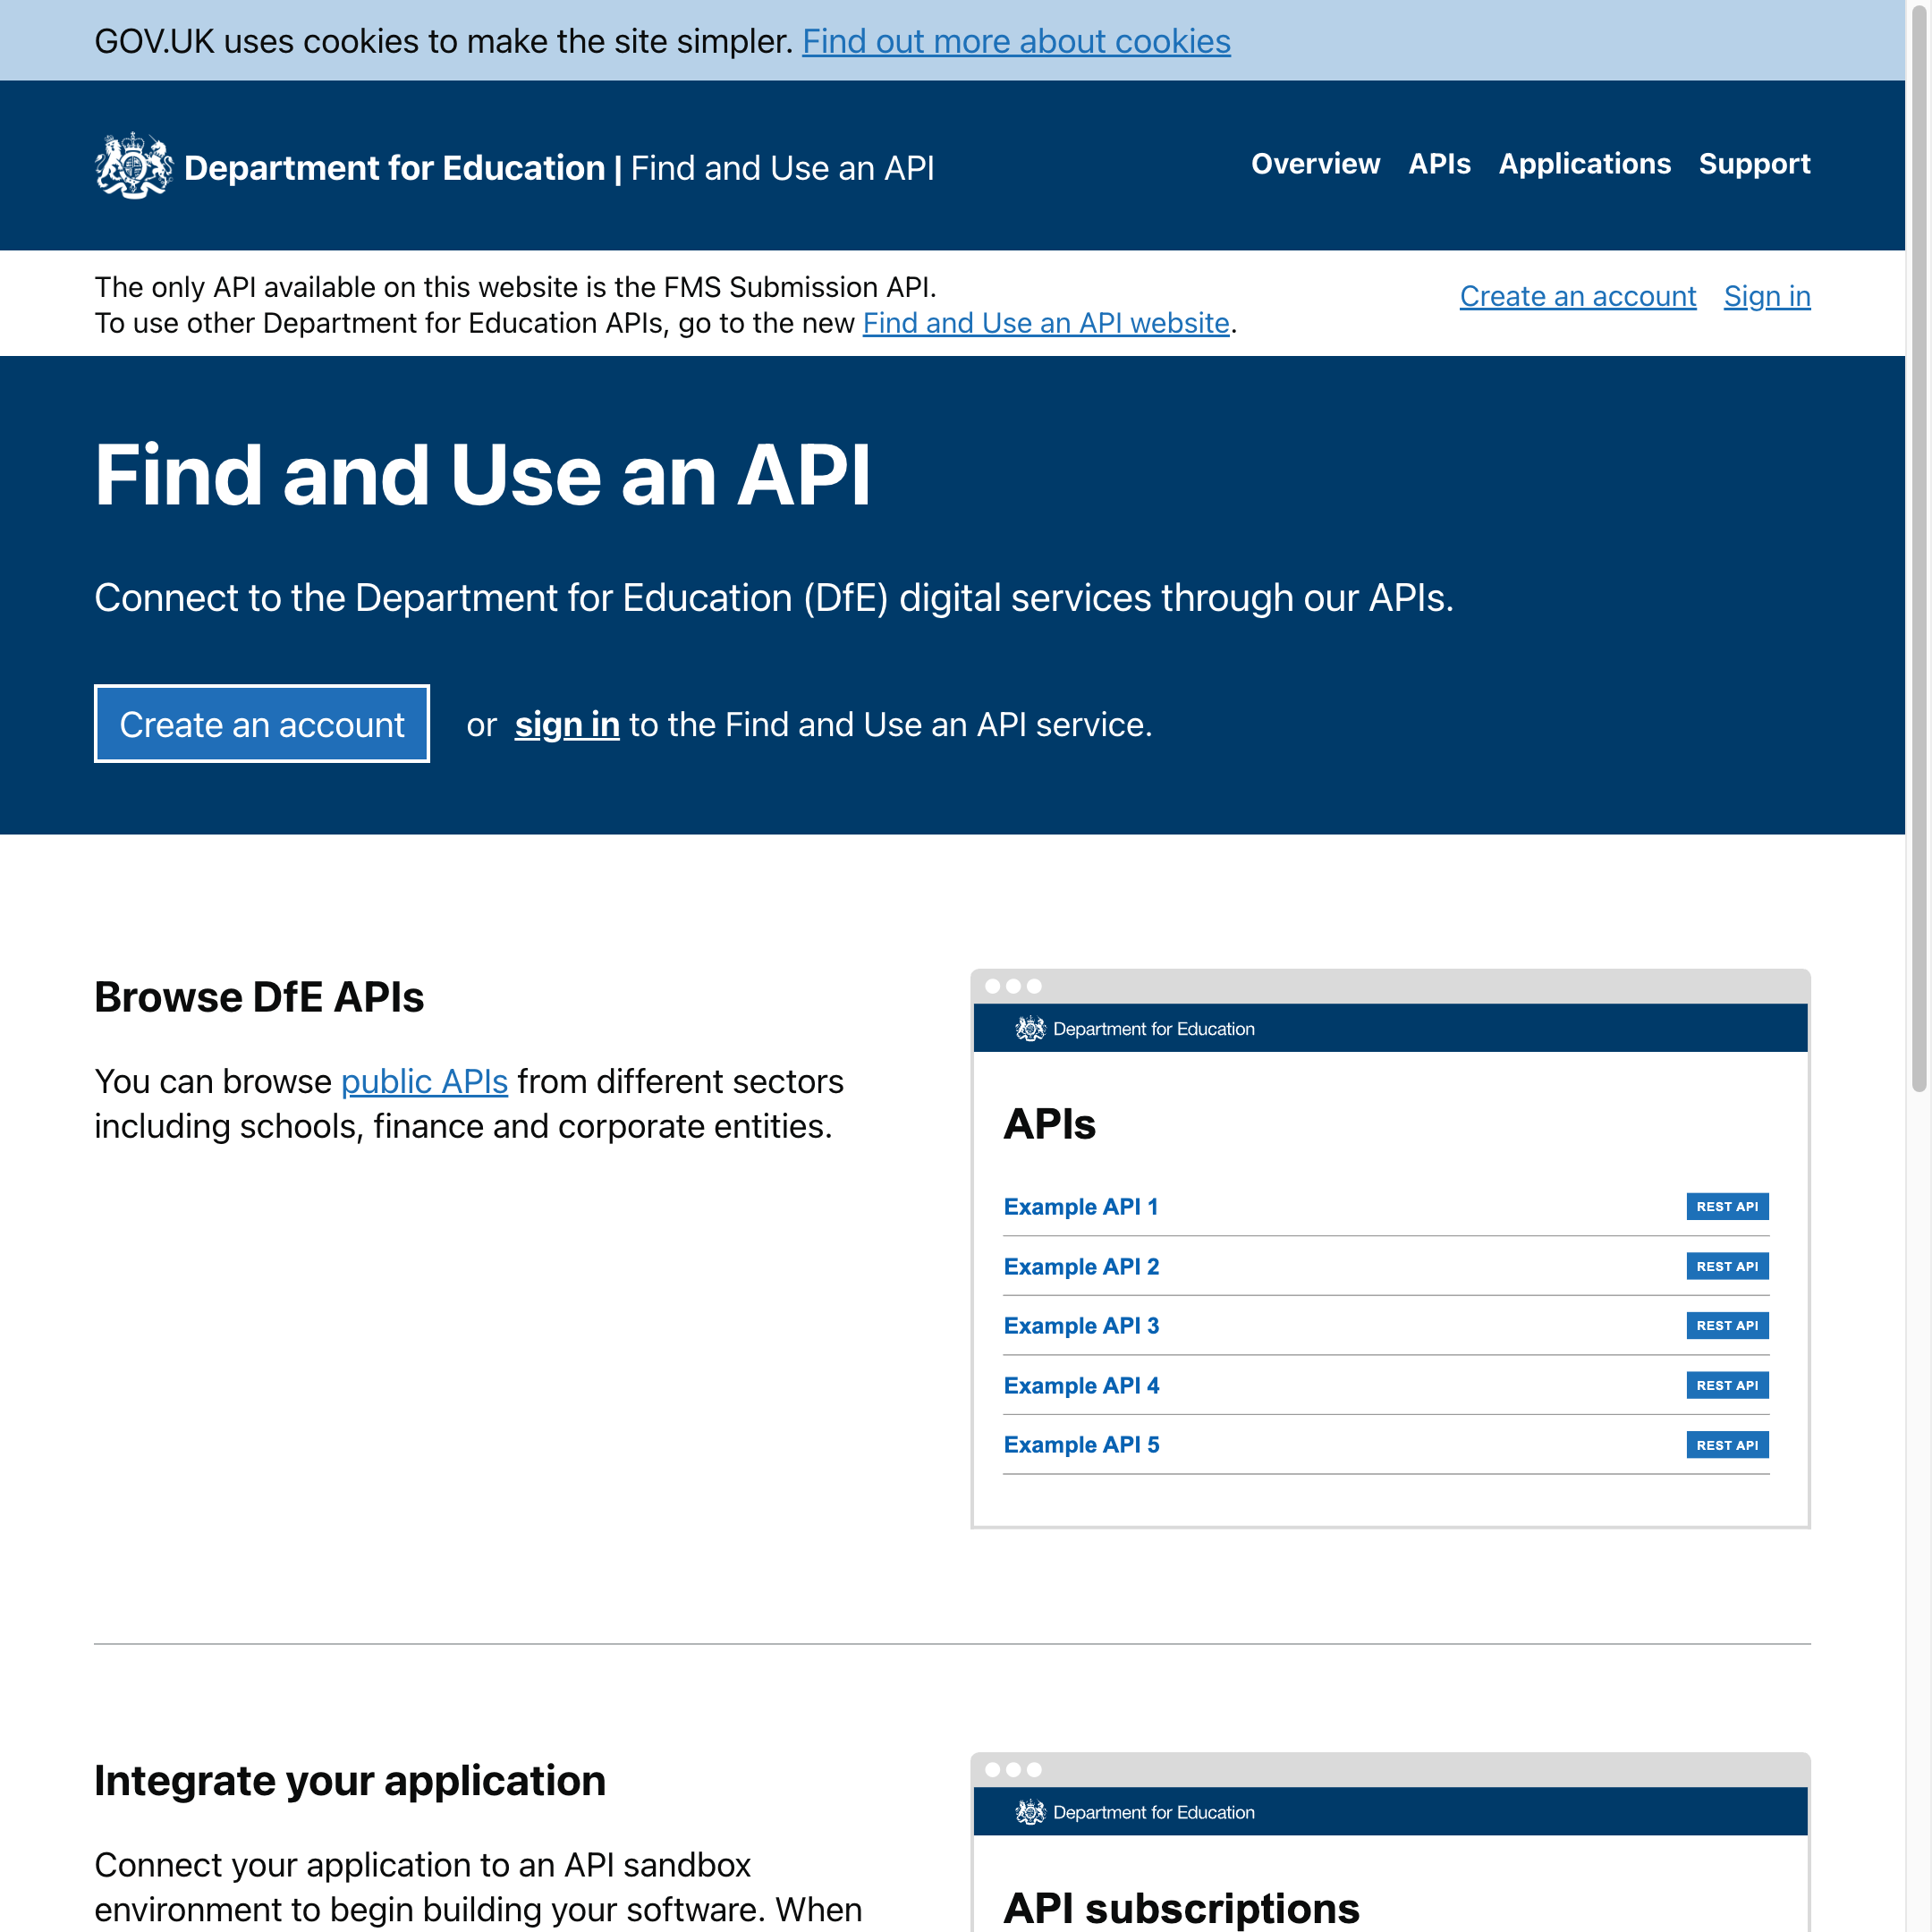 GOV.UK uses cookies to make the site simpler. Find out more about cookies
Department for Education | Find and Use an API
Overview APIs Applications Support
The only API available on this website is the FMS Submission API.
To use other Department for Education APIs, go to the new Find and Use an API website.
Create an account Sign in
Find and Use an API
Connect to the Department for Education (DfE) digital services through our APIs.
Create an account or sign in to the Find and Use an API service.
Browse DfE APIs
You can browse public APIs from different sectors
including schools, finance and corporate entities.
Department for Education
APIs
Example API 1 REST API
Example API 2 REST API
Example API 3 REST API
Example API 4 REST API
Example API 5 REST API
Integrate your application
Connect your application to an API sandbox
environment to begin building your software. When
Department for Education
API subscriptions